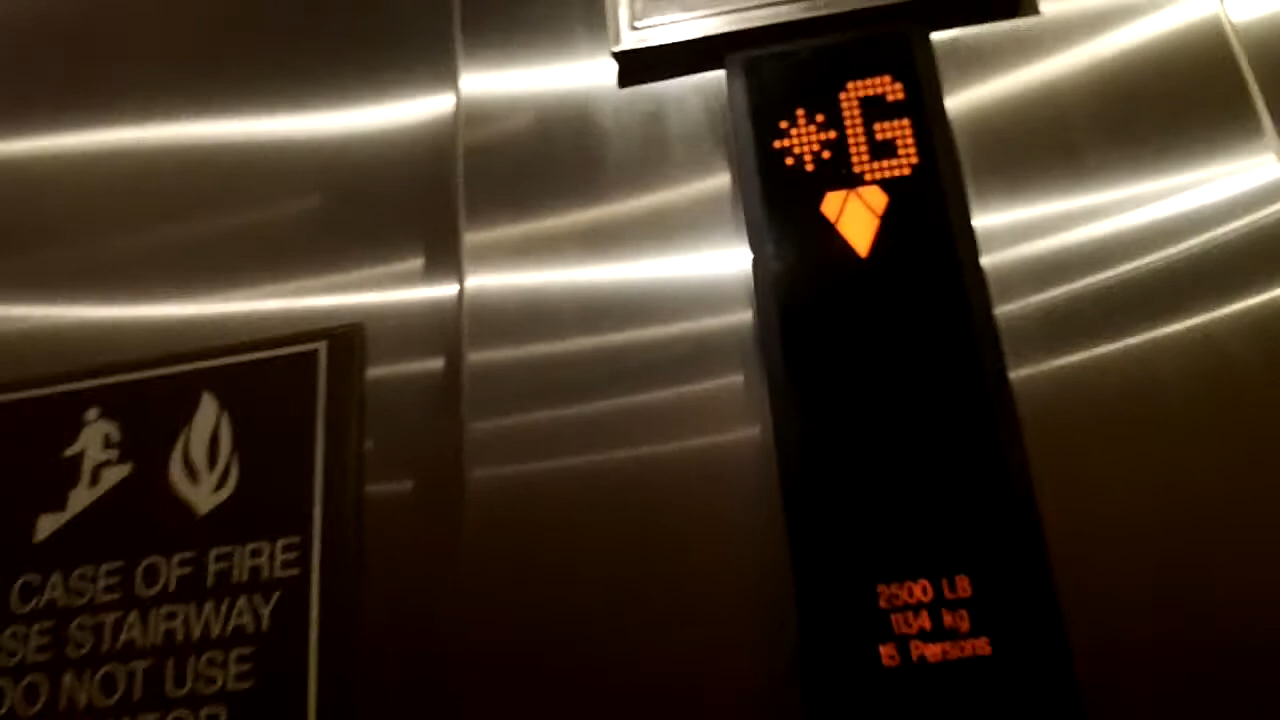 *G
CASE OF FIRE
SE STAIRWAY
DO NOT USE
2500 LB
1134 kg
15 Persons